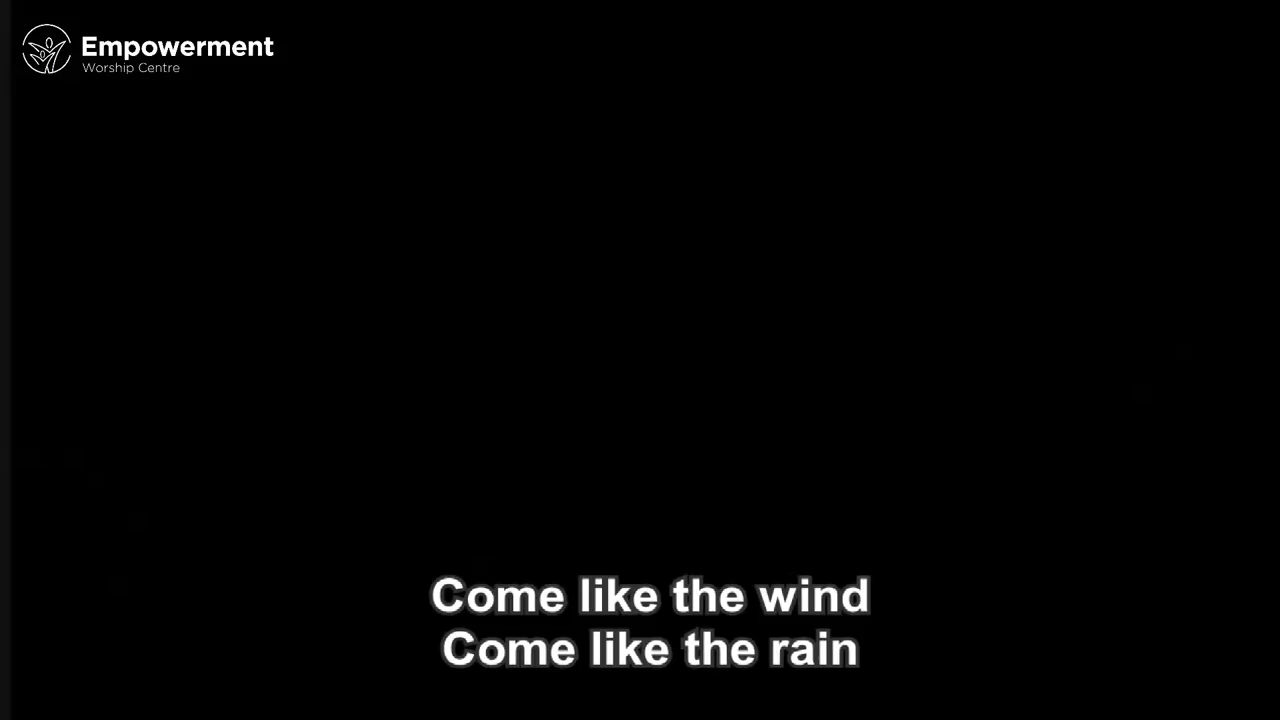 Empowerment
Worship Centre
Come like the wind
Come like the rain